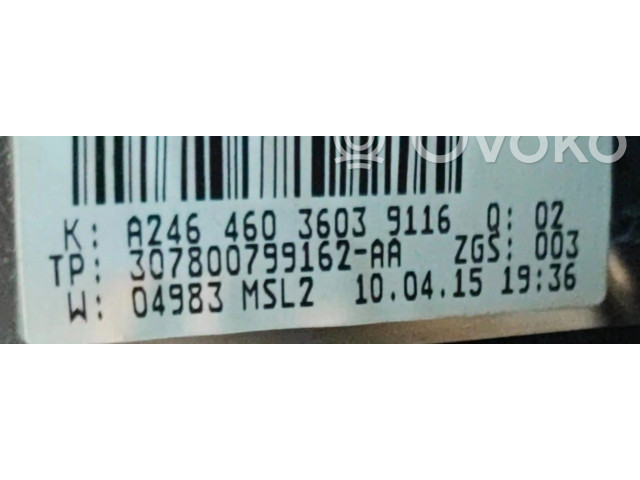 OVOKO
K: A246 460 3603 9116 Q: 02
TP: 307800799162-AA ZGS: 003
W: 04983 MSL2 10.04.15 19:36